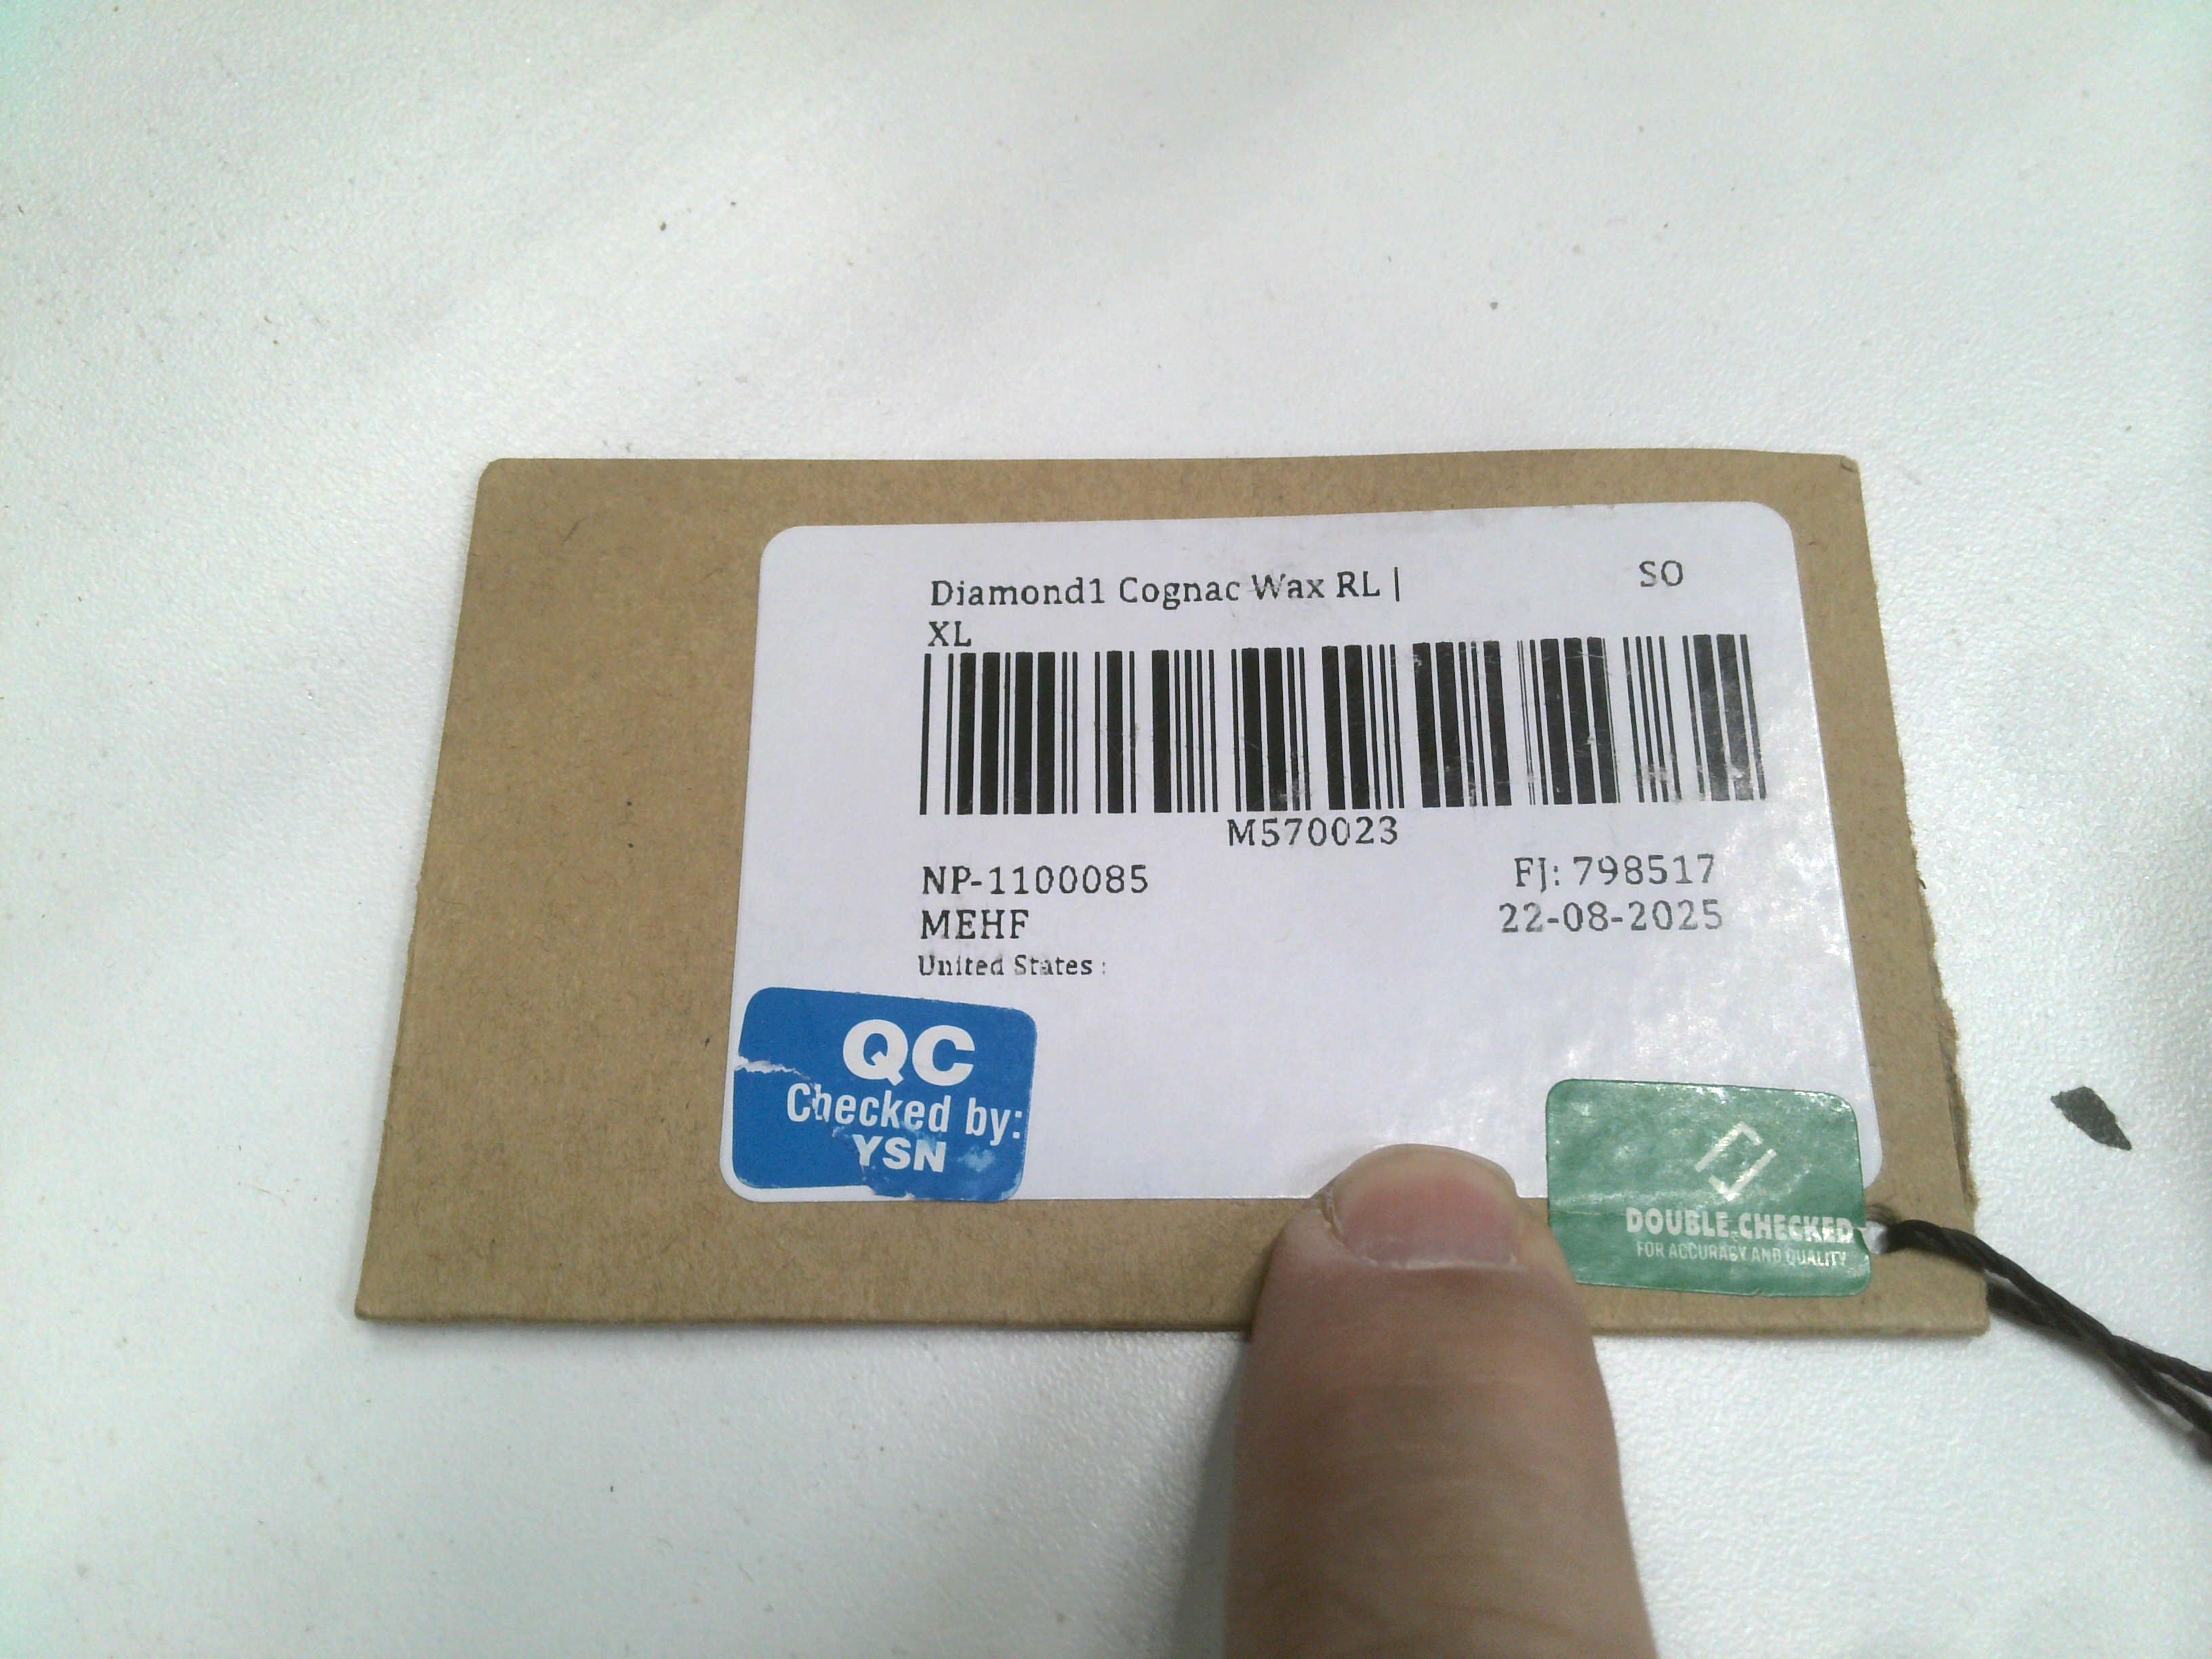 Diamond1 Cognac Wax RL |
XL
SO
M570023
NP-1100085
FJ: 798517
MEHF
22-08-2025
United States :
QC
Checked by:
YSN
FJ
DOUBLE CHECKED
FOR ACCURACY AND QUALITY